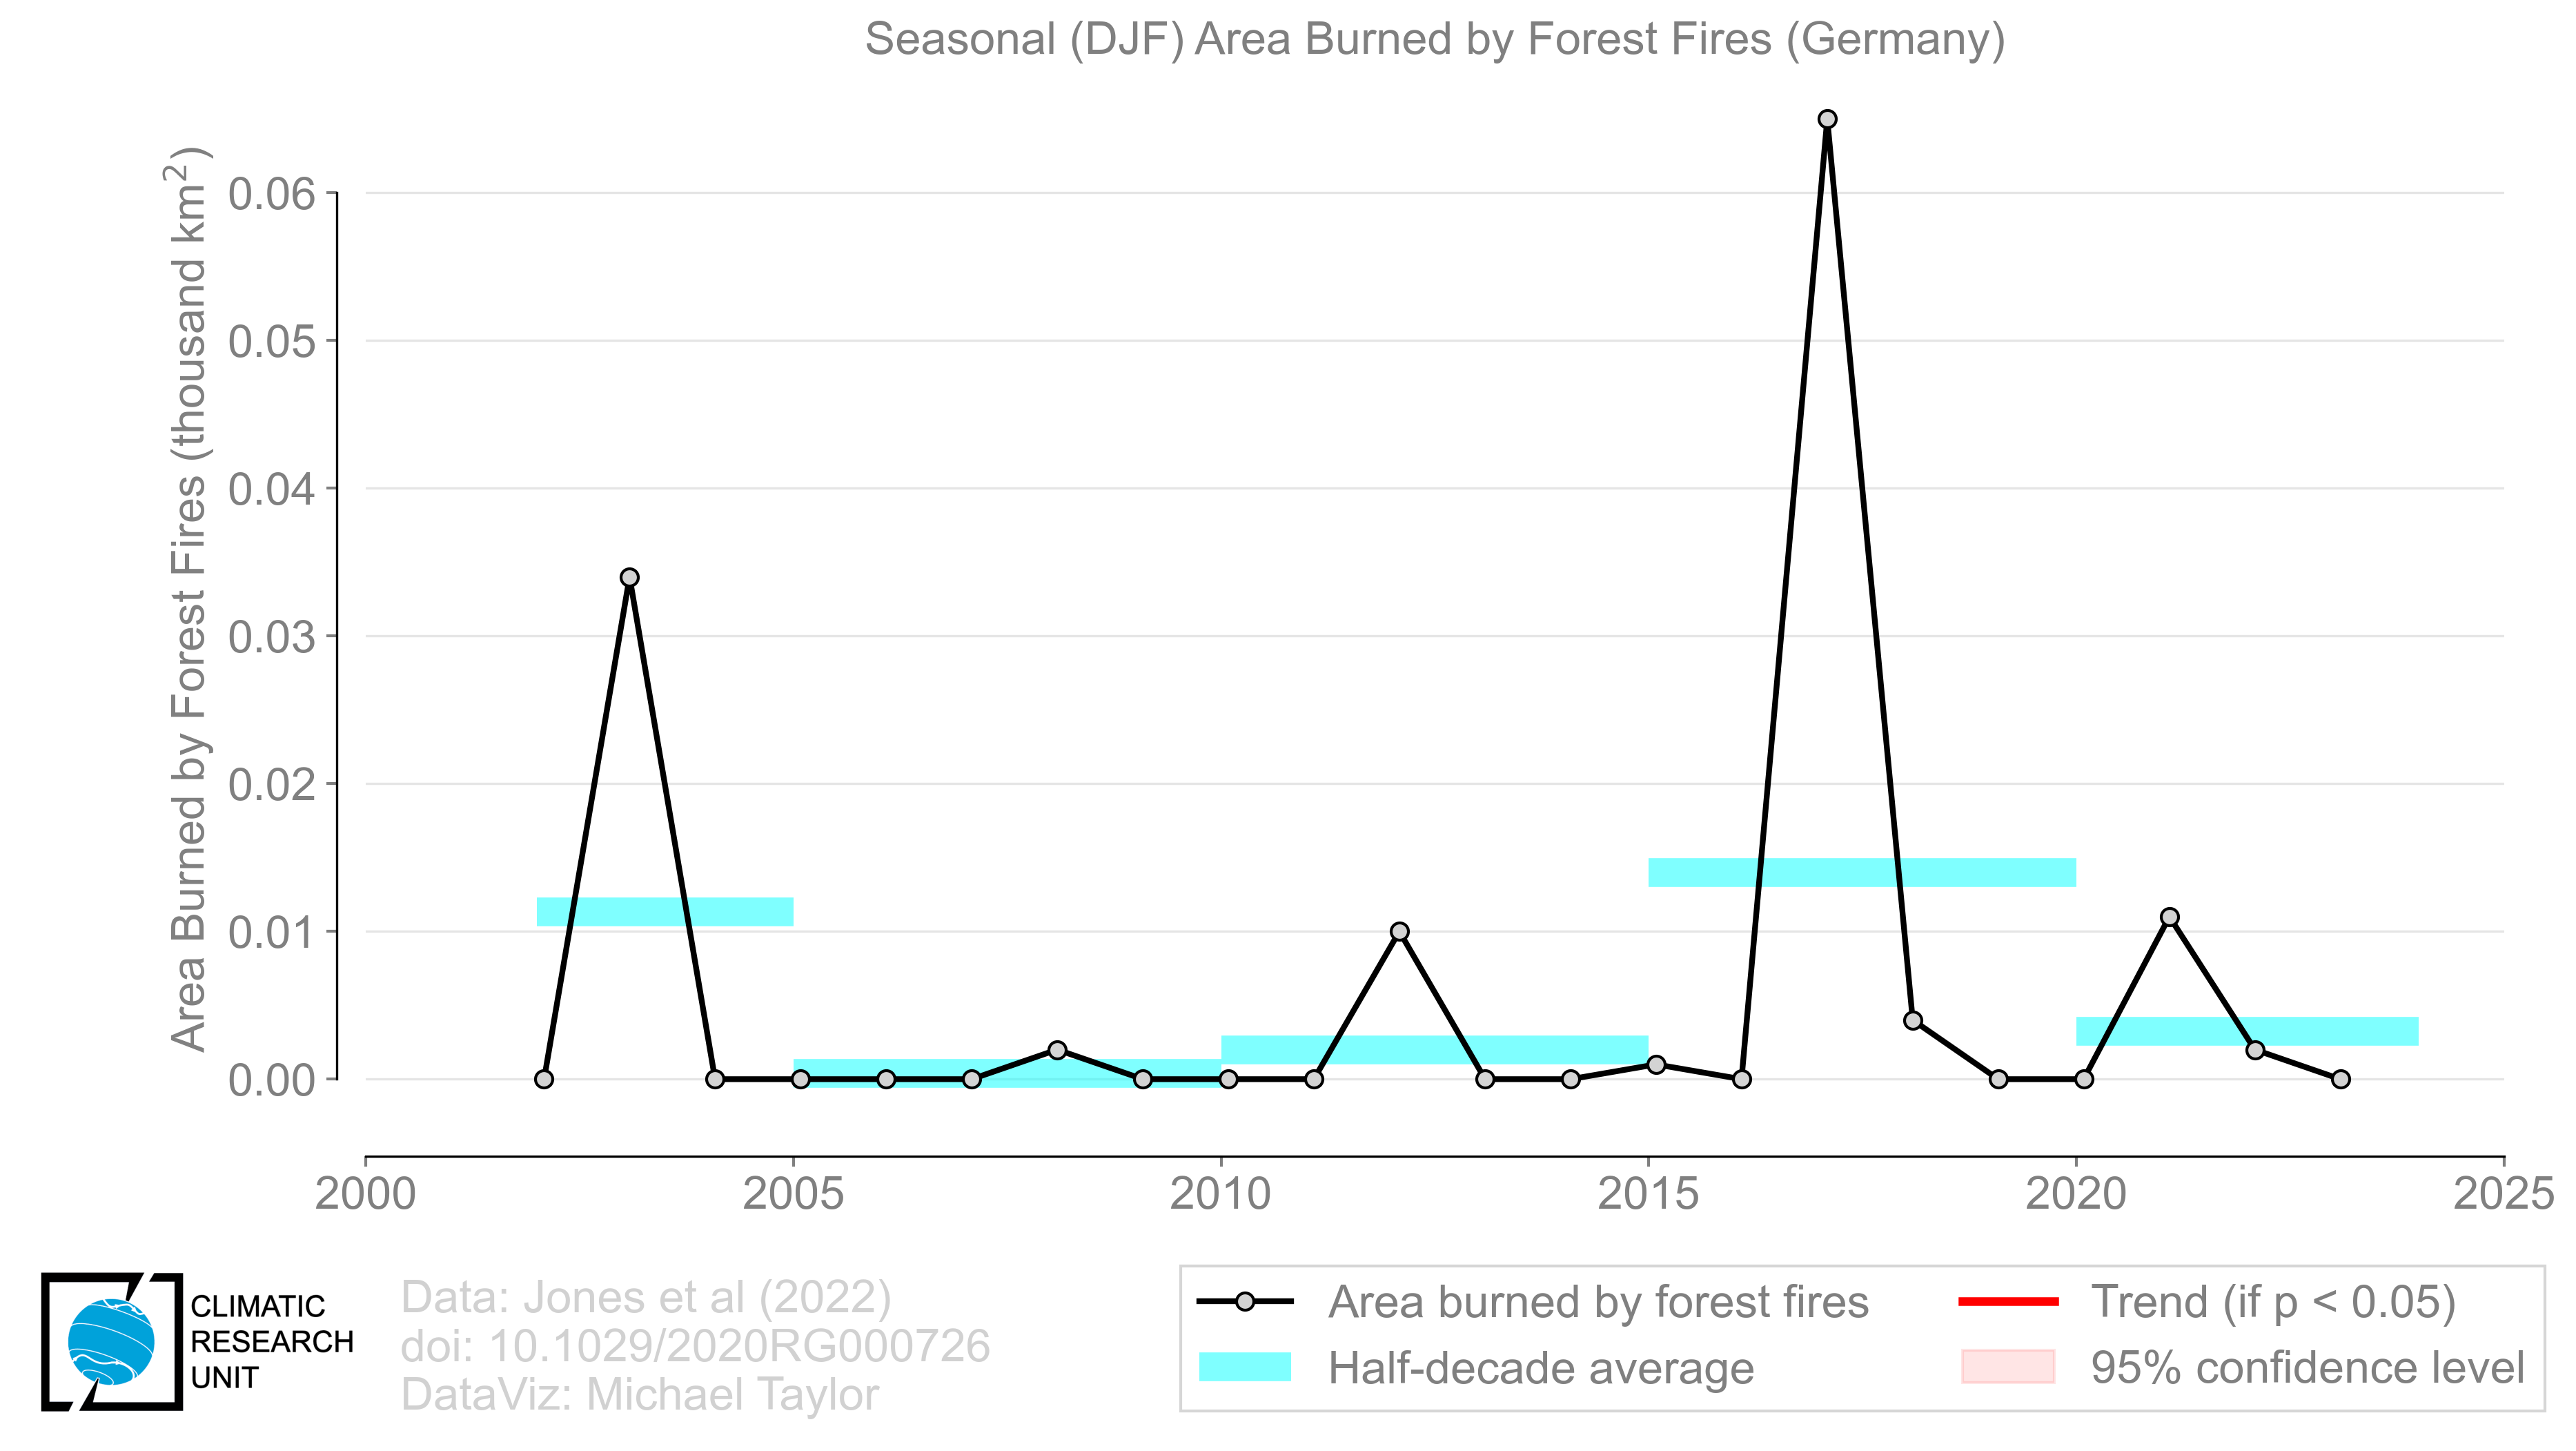 Seasonal (DJF) Area Burned by Forest Fires (Germany)
Area Burned by Forest Fires (thousand km²)
0.06
0.05
0.04
0.03
0.02
0.01
0.00
2000
2005
2010
2015
2020
2025
CLIMATIC
RESEARCH
UNIT
Data: Jones et al (2022)
doi: 10.1029/2020RG000726
DataViz: Michael Taylor
Area burned by forest fires
Half-decade average
Trend (if p < 0.05)
95% confidence level